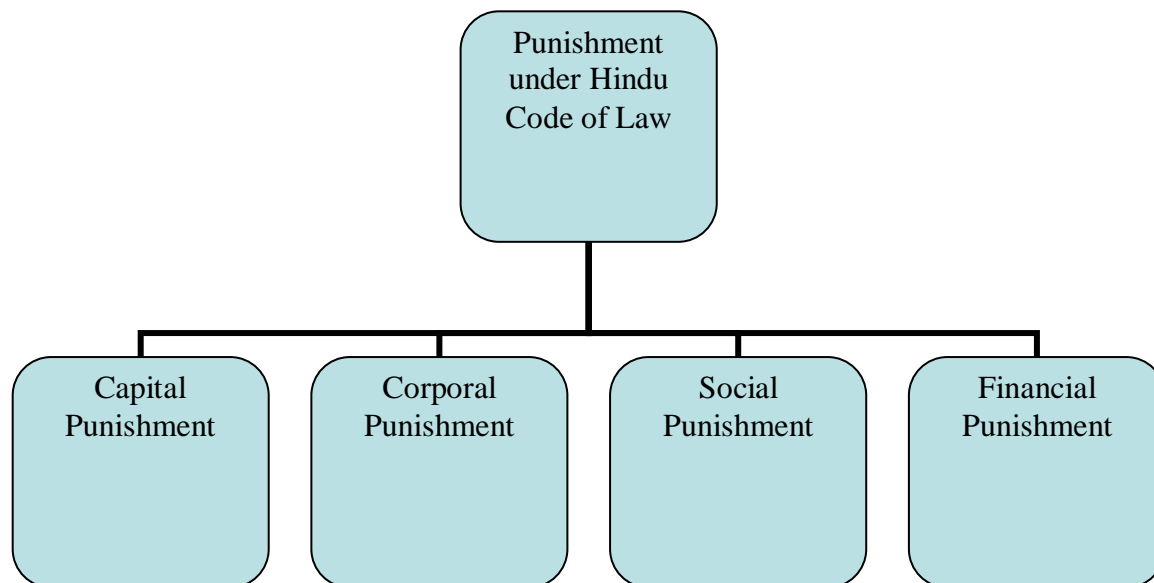 Punishment
under Hindu
Code of Law
Capital
Punishment
Corporal
Punishment
Social
Punishment
Financial
Punishment